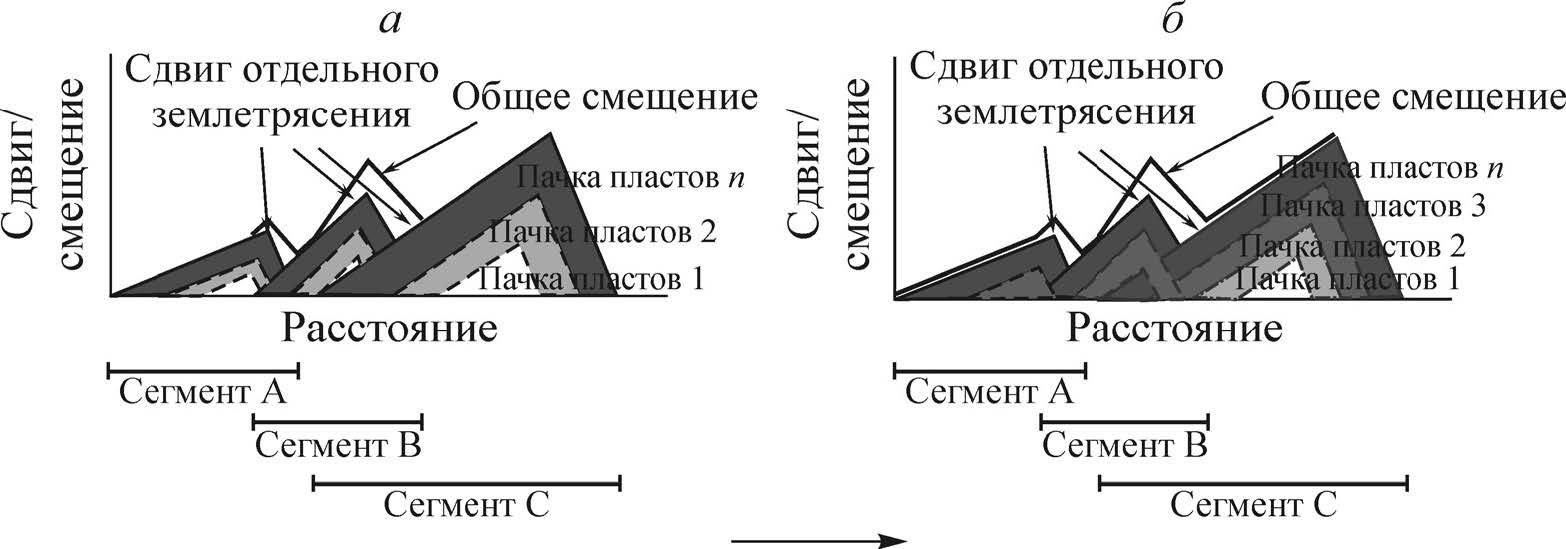 а
Сдвиг/
смещение
Сдвиг отдельного
землетрясения
Общее смещение
Пачка пластов n
Пачка пластов 2
Пачка пластов 1
Расстояние
Сегмент А
Сегмент В
Сегмент С
б
Сдвиг/
смещение
Сдвиг отдельного
землетрясения
Общее смещение
Пачка пластов n
Пачка пластов 3
Пачка пластов 2
Пачка пластов 1
Расстояние
Сегмент А
Сегмент В
Сегмент С